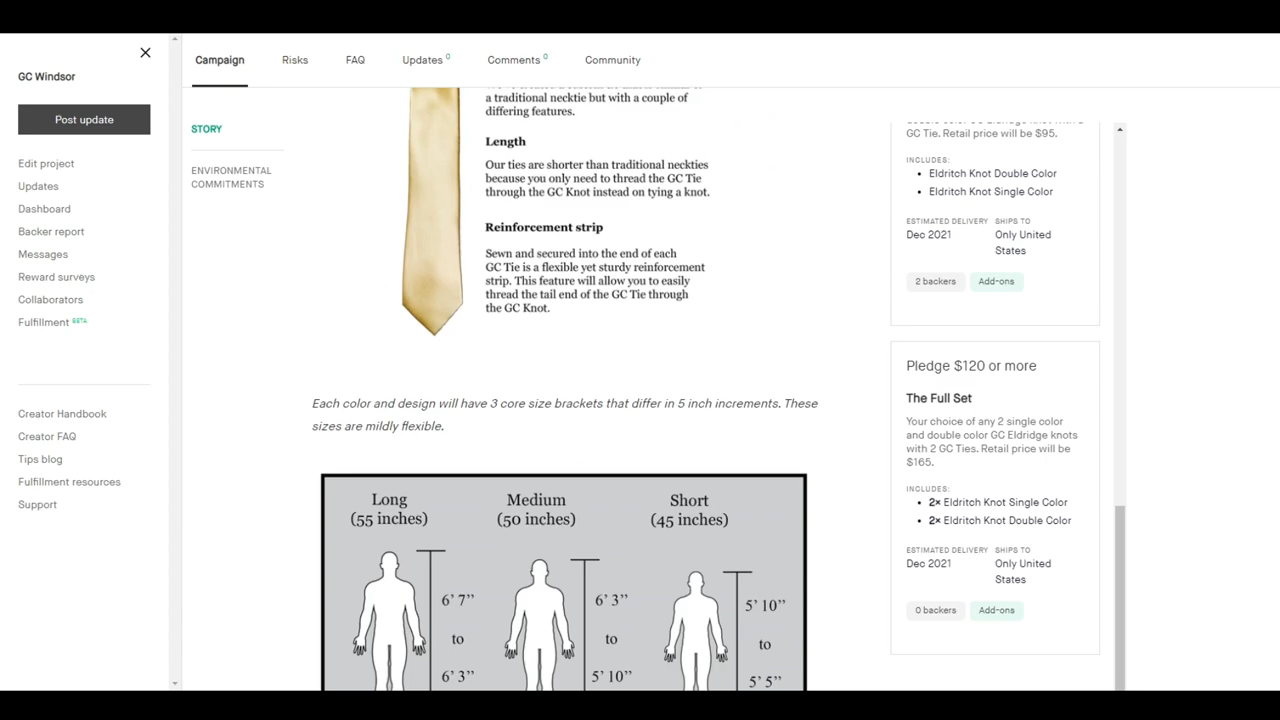 GC Windsor
Post update
Edit project
Updates
Dashboard
Backer report
Messages
Reward surveys
Collaborators
Fulfillment BETA
Creator Handbook
Creator FAQ
Tips blog
Fulfillment resources
Support
Campaign Risks FAQ Updates 0 Comments 0 Community
STORY
ENVIRONMENTAL
COMMITMENTS
a traditional necktie but with a couple of
differing features.
Length
Our ties are shorter than traditional neckties
because you only need to thread the GC Tie
through the GC Knot instead on tying a knot.
Reinforcement strip
Sewn and secured into the end of each
GC Tie is a flexible yet sturdy reinforcement
strip. This feature will allow you to easily
thread the tail end of the GC Tie through
the GC Knot.
Each color and design will have 3 core size brackets that differ in 5 inch increments. These
sizes are mildly flexible.
Long Medium Short
(55 inches) (50 inches) (45 inches)
6' 7" 6' 3" 5' 10"
to to to
6' 3" 5' 10" 5' 5"
GC Tie. Retail price will be $95.
INCLUDES:
• Eldritch Knot Double Color
• Eldritch Knot Single Color
ESTIMATED DELIVERY SHIPS TO
Dec 2021 Only United
States
2 backers Add-ons
Pledge $120 or more
The Full Set
Your choice of any 2 single color
and double color GC Eldridge knots
with 2 GC Ties. Retail price will be
$165.
INCLUDES:
• 2× Eldritch Knot Single Color
• 2× Eldritch Knot Double Color
ESTIMATED DELIVERY SHIPS TO
Dec 2021 Only United
States
0 backers Add-ons